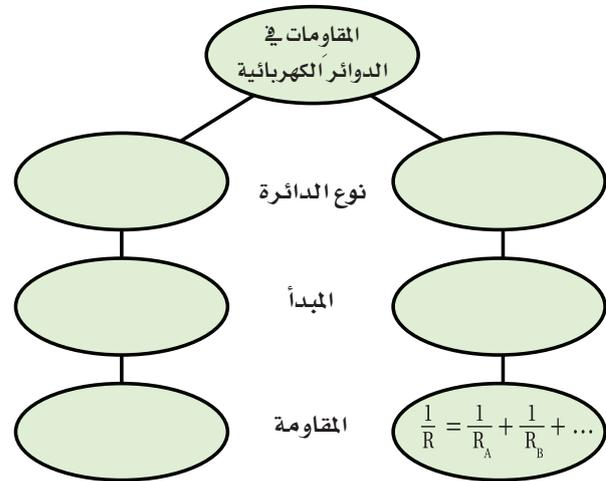 المقاومات في
الدوائر الكهربائية
نوع الدائرة
المبدأ
المقاومة
1/R = 1/R_A + 1/R_B + ...